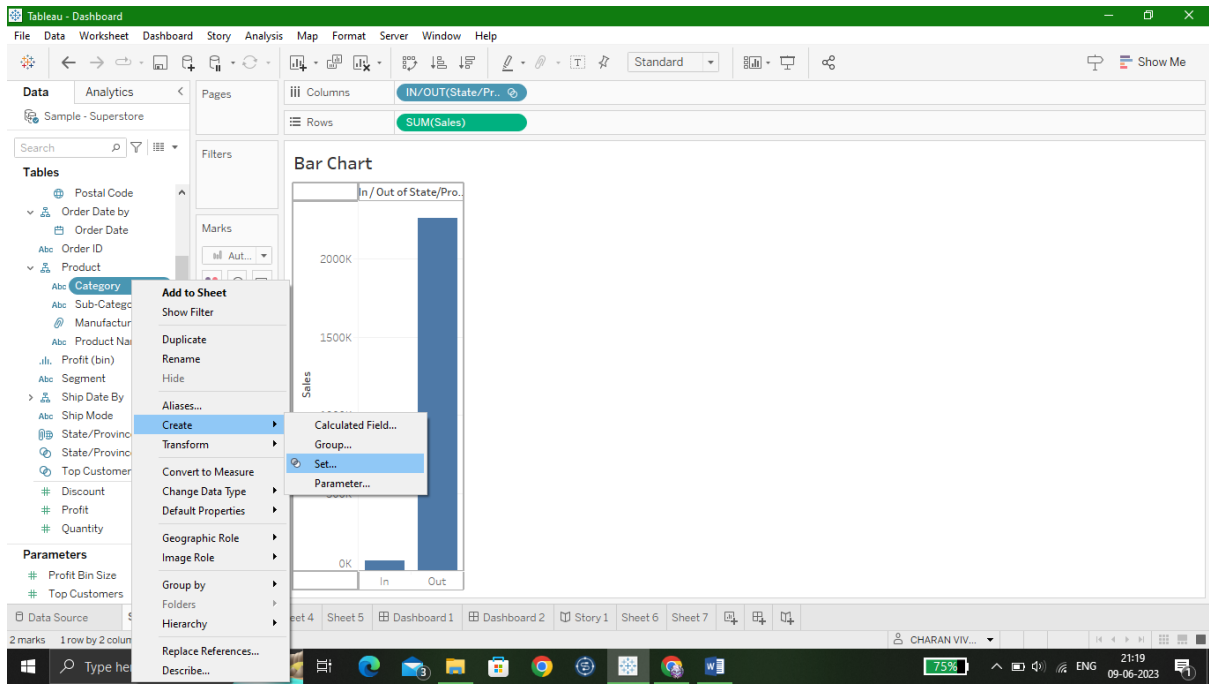 Tableau - Dashboard
File Data Worksheet Dashboard Story Analysis Map Format Server Window Help
Standard
Show Me
Data Analytics
Pages
iii Columns
IN/OUT(State/Pr..
Sample - Superstore
Rows
SUM(Sales)
Search
Filters
Tables
Bar Chart
Postal Code
In / Out of State/Pro..
Order Date by
Order Date
Marks
Abc Order ID
Aut...
2000K
Product
Abc Category
Add to Sheet
Abc Sub-Catego
Show Filter
Manufactur
Abc Product Na
Duplicate
1500K
Profit (bin)
Rename
Abc Segment
Hide
Sales
Ship Date By
Aliases...
Abc Ship Mode
Create
Calculated Field...
State/Provinc
Transform
Group...
State/Provinc
Set...
Top Customer
Convert to Measure
Parameter...
# Discount
Change Data Type
# Profit
Default Properties
# Quantity
Geographic Role
Parameters
Image Role
0K
# Profit Bin Size
Group by
In Out
# Top Customers
Folders
Data Source
Hierarchy
eet 4 Sheet 5 Dashboard 1 Dashboard 2 Story 1 Sheet 6 Sheet 7
2 marks 1 row by 2 colum
CHARAN VIV...
Replace References...
Describe...
Type he
3
75%
ENG
21:19
09-06-2023